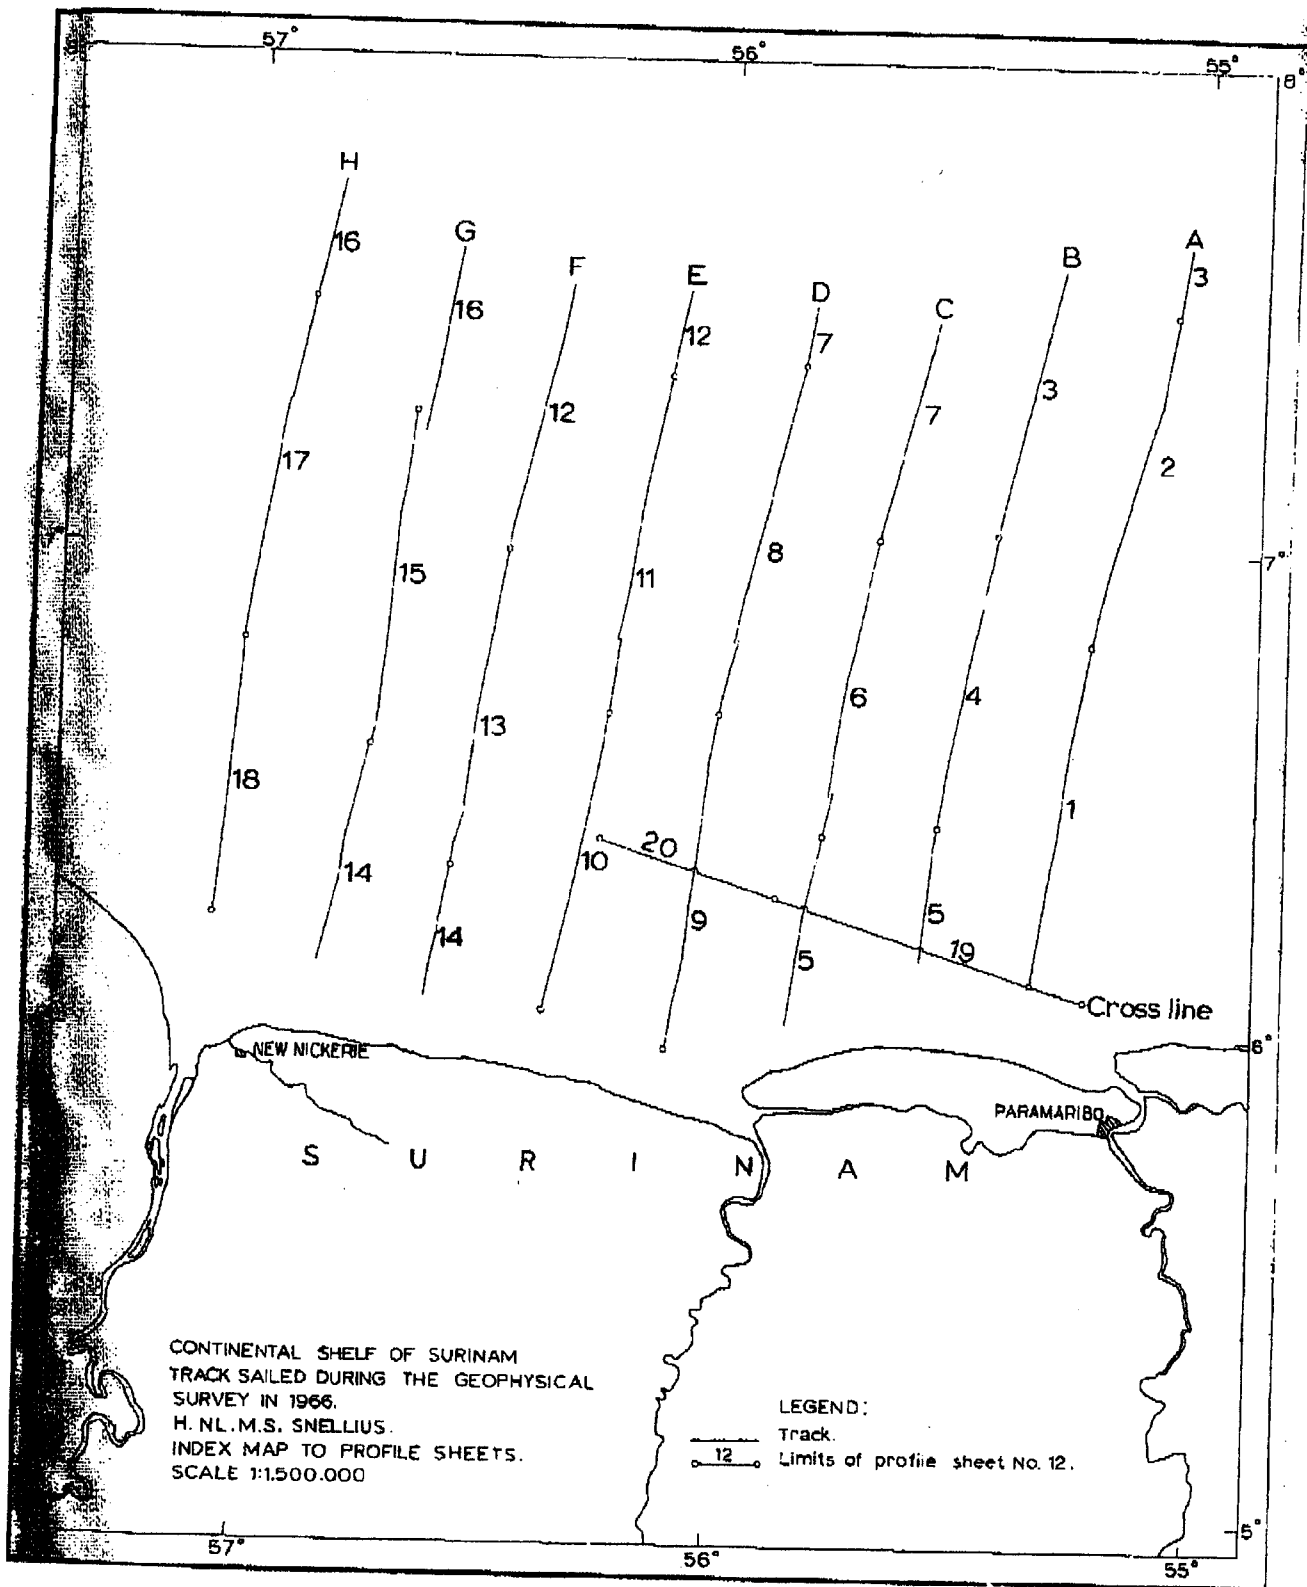 57°
56°
55°
8°
H
G
F
E
D
C
B
A
16
16
12
12
7
7
3
3
17
15
11
8
2
7°
18
13
6
4
1
14
14
10
20
9
5
5
19
Cross line
6°
NEW NICKERIE
PARAMARIBO
S U R I N A M
CONTINENTAL SHELF OF SURINAM
TRACK SAILED DURING THE GEOPHYSICAL
SURVEY IN 1966.
H. NL.M.S. SNELLIUS.
INDEX MAP TO PROFILE SHEETS.
SCALE 1:1.500.000
LEGEND:
Track.
12
Limits of profile sheet No. 12.
57°
56°
55°
5°